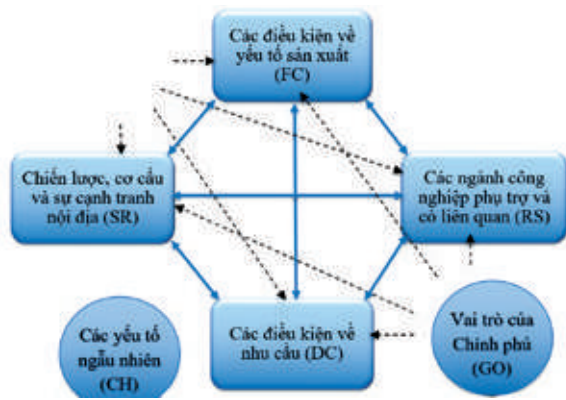 Các điều kiện về
yếu tố sản xuất
(FC)
Chiến lược, cơ cấu
và sự cạnh tranh
nội địa (SR)
Các ngành công
nghiệp phụ trợ và
có liên quan (RS)
Các yếu tố
ngẫu nhiên
(CH)
Các điều kiện về
nhu cầu (DC)
Vai trò của
Chính phủ
(GO)